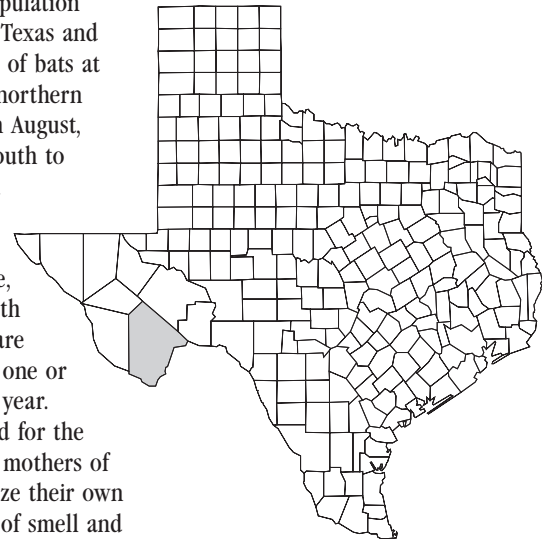 pulation
Texas and
of bats at
northern
August,
outh to
e,
th
are
one or
year.
d for the
mothers of
ze their own
of smell and